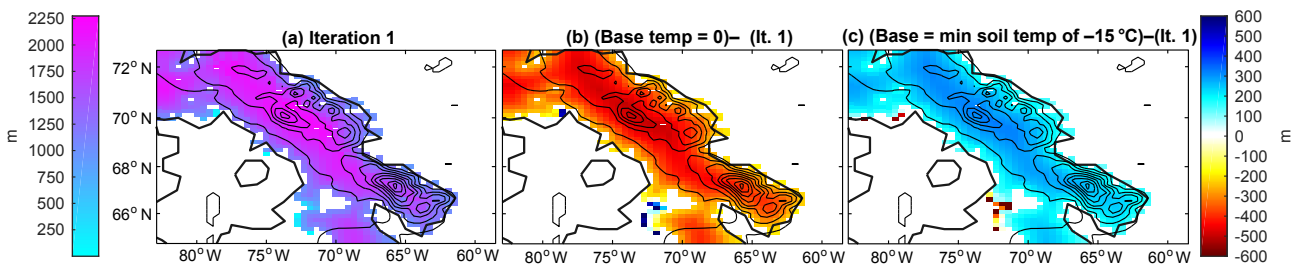 (a) Iteration 1
(b) (Base temp = 0)– (It. 1)
(c) (Base = min soil temp of –15 °C)–(It. 1)
2250
2000
1750
1500
1250
1000
750
500
250
m
72° N
70° N
68° N
66° N
80°W 75°W 70°W 65°W 60°W
80°W 75°W 70°W 65°W 60°W
80°W 75°W 70°W 65°W 60°W
600
500
400
300
200
100
0
-100
-200
-300
-400
-500
-600
m